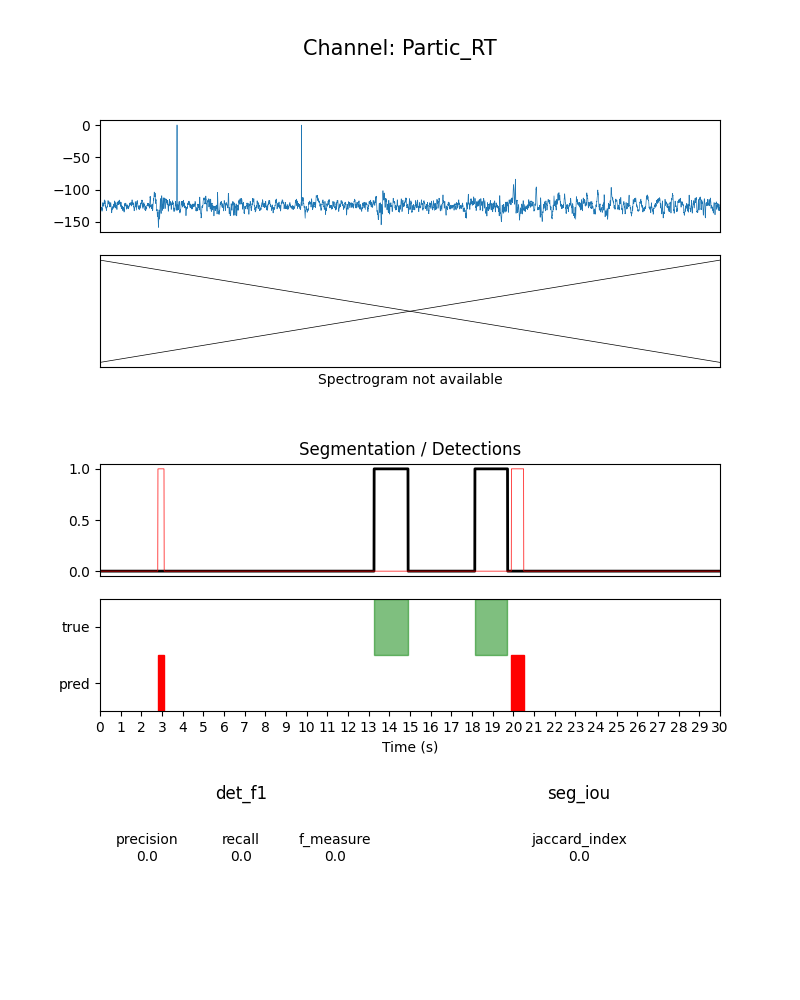 Channel: Partic_RT
0
−50
−100
−150
Spectrogram not available
Segmentation / Detections
1.0
0.5
0.0
true
pred
0 1 2 3 4 5 6 7 8 9 10 11 12 13 14 15 16 17 18 19 20 21 22 23 24 25 26 27 28 29 30
Time (s)
det_f1 seg_iou
precision recall f_measure jaccard_index
0.0 0.0 0.0 0.0